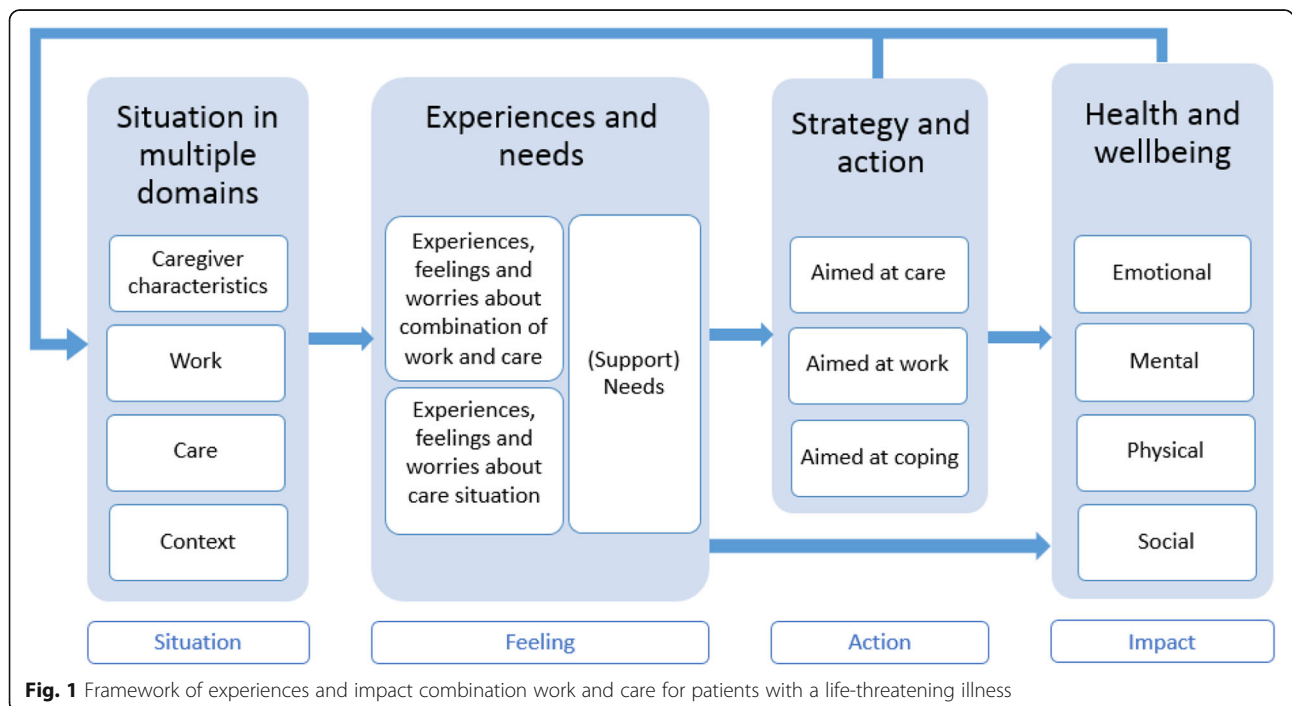 Situation in
multiple
domains
Caregiver
characteristics
Work
Care
Context
Situation
Experiences and
needs
Experiences,
feelings and
worries about
combination of
work and care
Experiences,
feelings and
worries about
care situation
(Support)
Needs
Feeling
Strategy and
action
Aimed at care
Aimed at work
Aimed at coping
Action
Health and
wellbeing
Emotional
Mental
Physical
Social
Impact
Fig. 1 Framework of experiences and impact combination work and care for patients with a life-threatening illness